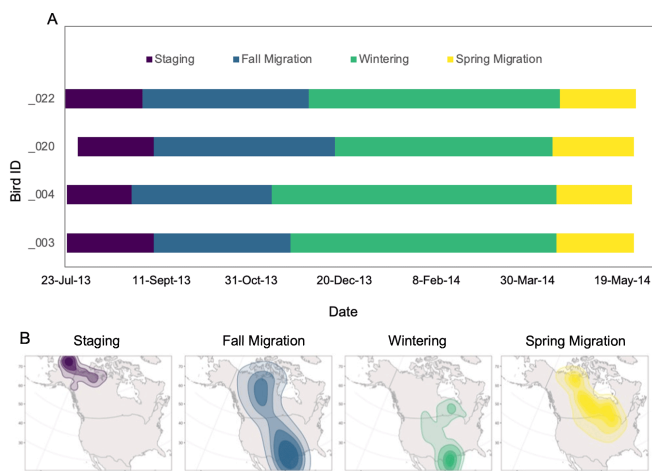 A
Staging Fall Migration Wintering Spring Migration
_022
_020
_004
_003
Bird ID
23-Jul-13 11-Sept-13 31-Oct-13 20-Dec-13 8-Feb-14 30-Mar-14 19-May-14
Date
B
Staging Fall Migration Wintering Spring Migration